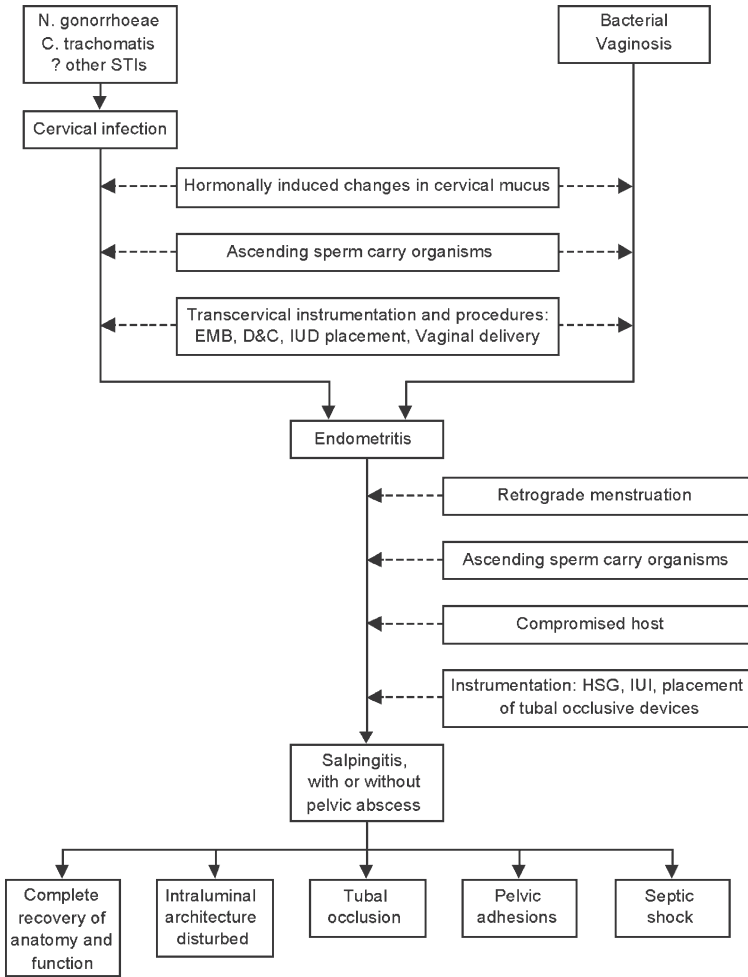 N. gonorrhoeae
C. trachomatis
? other STIs
Bacterial
Vaginosis
Cervical infection
Hormonally induced changes in cervical mucus
Ascending sperm carry organisms
Transcervical instrumentation and procedures:
EMB, D&C, IUD placement, Vaginal delivery
Endometritis
Retrograde menstruation
Ascending sperm carry organisms
Compromised host
Instrumentation: HSG, IUI, placement
of tubal occlusive devices
Salpingitis,
with or without
pelvic abscess
Complete
recovery of
anatomy and
function
Intraluminal
architecture
disturbed
Tubal
occlusion
Pelvic
adhesions
Septic
shock